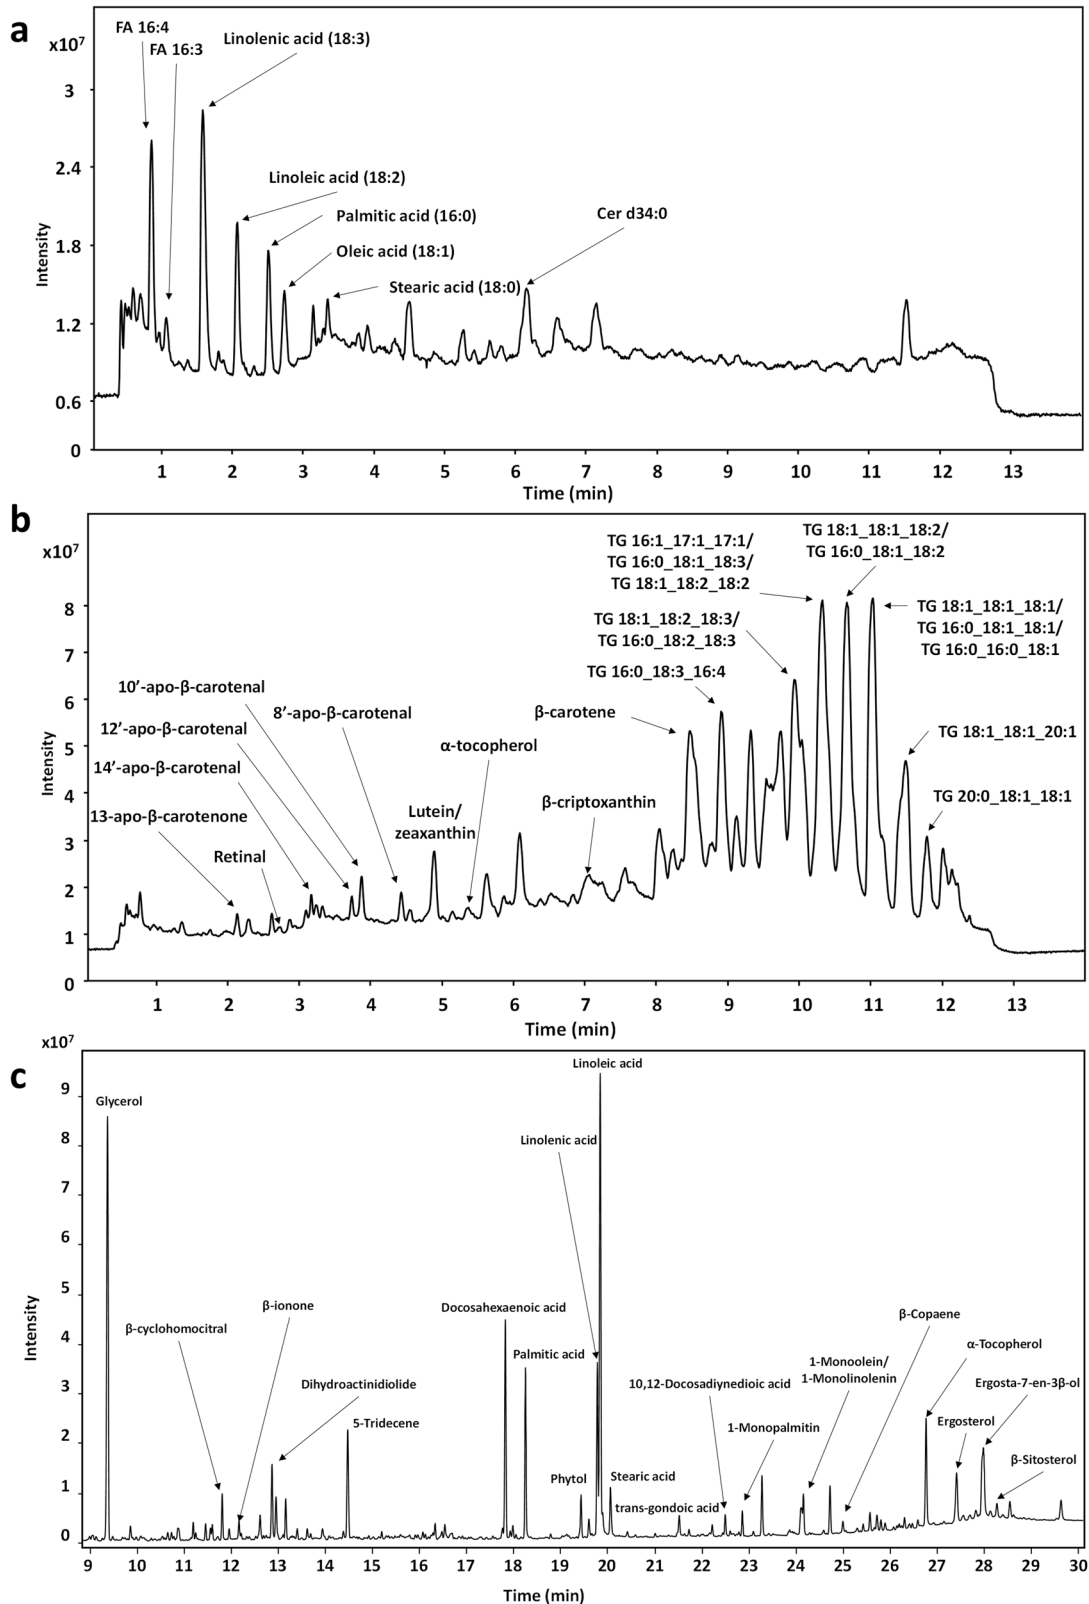 a
x10⁷
FA 16:4
FA 16:3
Linolenic acid (18:3)
Linoleic acid (18:2)
Palmitic acid (16:0)
Oleic acid (18:1)
Stearic acid (18:0)
Cer d34:0
3
2.4
1.8
1.2
0.6
0
Intensity
1 2 3 4 5 6 7 8 9 10 11 12 13
Time (min)
b
x10⁷
TG 16:1_17:1_17:1/
TG 16:0_18:1_18:3/
TG 18:1_18:2_18:2
TG 18:1_18:1_18:2/
TG 16:0_18:1_18:2
TG 18:1_18:1_18:1/
TG 16:0_18:1_18:1/
TG 16:0_16:0_18:1
TG 18:1_18:2_18:3/
TG 16:0_18:2_18:3
TG 16:0_18:3_16:4
10′-apo-β-carotenal
8′-apo-β-carotenal
β-carotene
12′-apo-β-carotenal
α-tocopherol
TG 18:1_18:1_20:1
14′-apo-β-carotenal
TG 20:0_18:1_18:1
13-apo-β-carotenone
Lutein/
zeaxanthin
β-criptoxanthin
Retinal
8
7
6
5
4
3
2
1
0
Intensity
1 2 3 4 5 6 7 8 9 10 11 12 13
Time (min)
x10⁷
c
Linoleic acid
Glycerol
Linolenic acid
β-ionone
β-cyclohomocitral
Docosahexaenoic acid
β-Copaene
Palmitic acid
α-Tocopherol
1-Monoolein/
1-Monolinolenin
Dihydroactinidiolide
10,12-Docosadiynedioic acid
Ergosta-7-en-3β-ol
5-Tridecene
1-Monopalmitin
Ergosterol
β-Sitosterol
Phytol
Stearic acid
trans-gondoic acid
9
8
7
6
5
4
3
2
1
0
Intensity
9 10 11 12 13 14 15 16 17 18 19 20 21 22 23 24 25 26 27 28 29 30
Time (min)